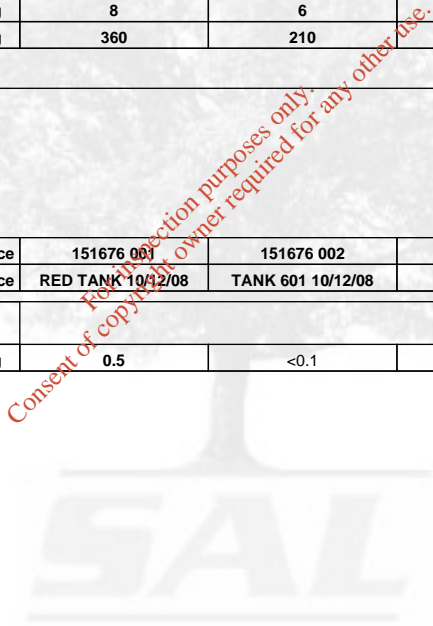 g 8 6
g 360 210
ce 151676 001 151676 002
ce RED TANK 10/12/08 TANK 601 10/12/08
g 0.5 <0.1
For inspection purposes only.
Consent of copyright owner required for any other use.
SAL